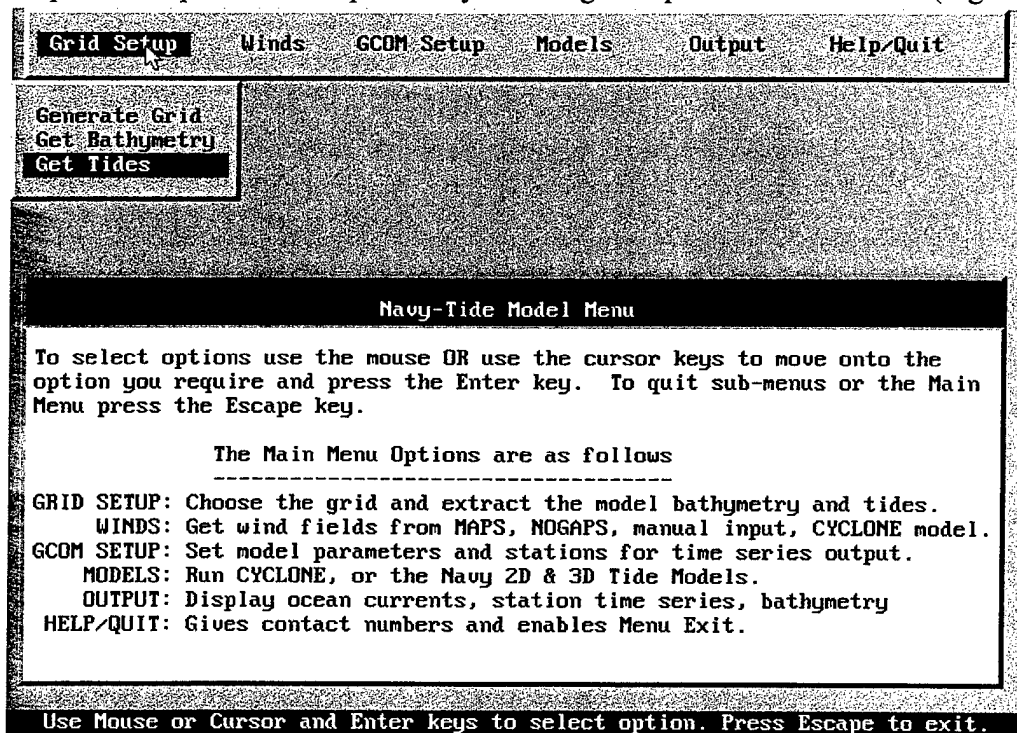 Grid Setup Winds GCOM Setup Models Output Help/Quit
Generate Grid
Get Bathymetry
Get Tides
Navy-Tide Model Menu
To select options use the mouse OR use the cursor keys to move onto the
option you require and press the Enter key. To quit sub-menus or the Main
Menu press the Escape key.
The Main Menu Options are as follows
------------------------------------
GRID SETUP: Choose the grid and extract the model bathymetry and tides.
WINDS: Get wind fields from MAPS, NOGAPS, manual input, CYCLONE model.
GCOM SETUP: Set model parameters and stations for time series output.
MODELS: Run CYCLONE, or the Navy 2D & 3D Tide Models.
OUTPUT: Display ocean currents, station time series, bathymetry
HELP/QUIT: Gives contact numbers and enables Menu Exit.
Use Mouse or Cursor and Enter keys to select option. Press Escape to exit.